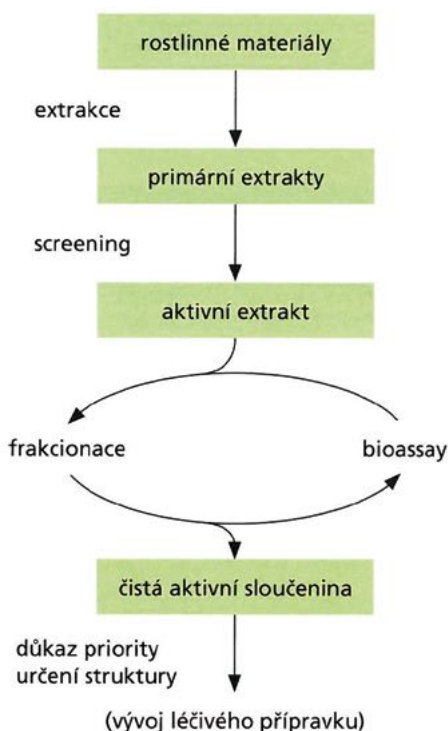 rostlinné materiály
extrakce
primární extrakty
screening
aktivní extrakt
frakcionace
bioassay
čistá aktivní sloučenina
důkaz priority
určení struktury
(vývoj léčivého přípravku)